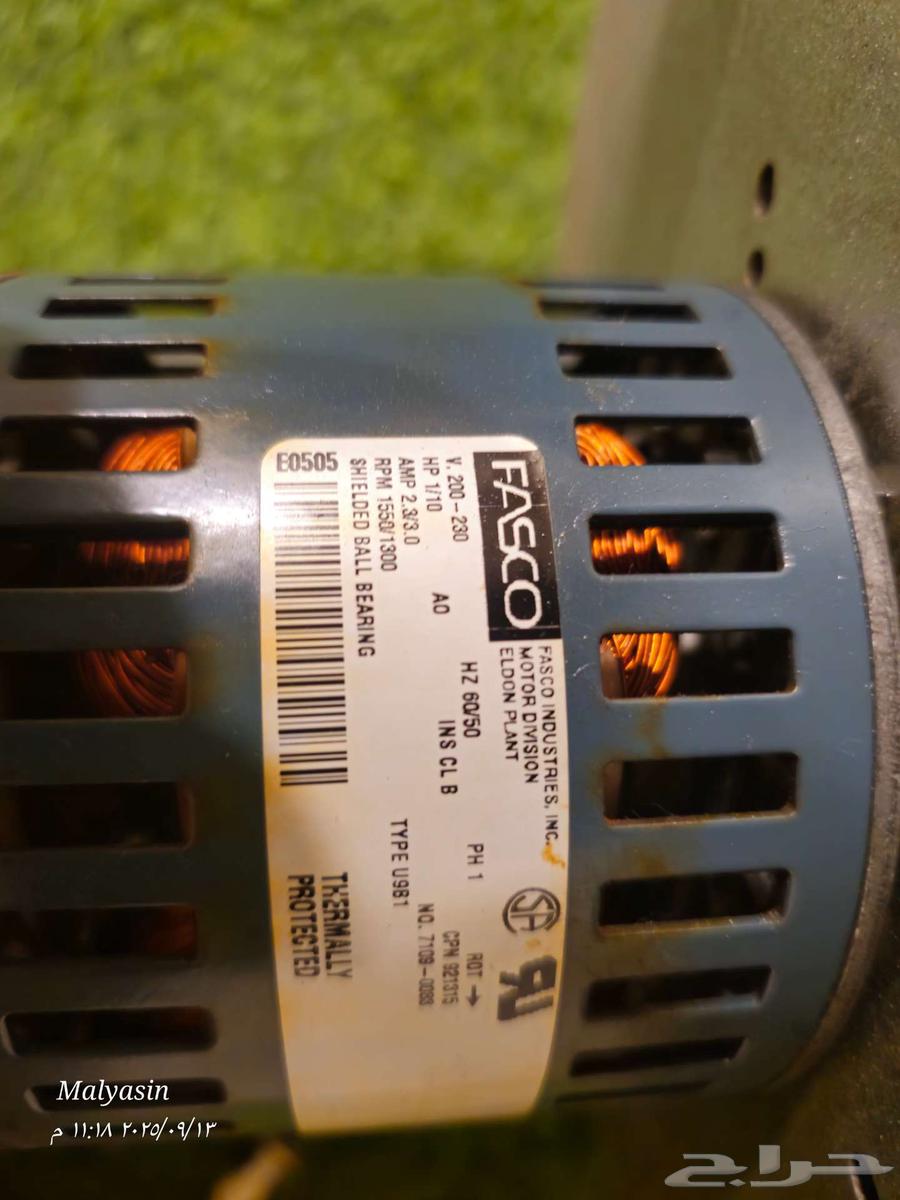 FASCO
FASCO INDUSTRIES, INC.
MOTOR DIVISION
ELDON PLANT
V. 200-230 HZ 60/50 PH 1 ROT →
HP 1/10 AO INS CL B CPN 921315
AMP 2.3/3.0 NO. 7109-0083
RPM 1550/1300 TYPE U9B1
SHIELDED BALL BEARING
THERMALLY
PROTECTED
E0505
Malyasin
٢٠٢٥/٠٩/١٣ ١١:١٨ م
حراج